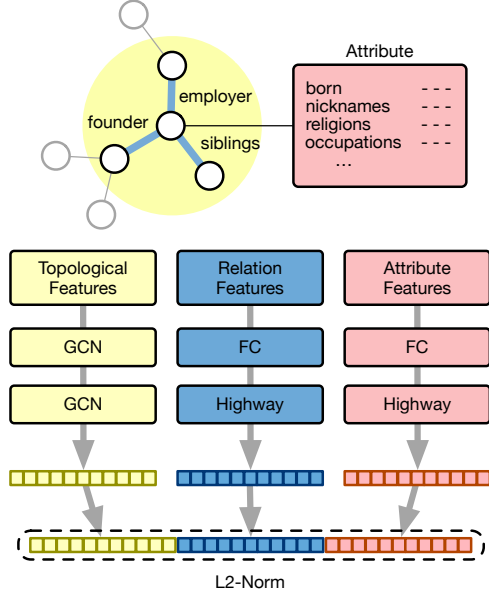 Attribute
employer
founder
siblings
born - - -
nicknames - - -
religions - - -
occupations - - -
...
Topological Features
Relation Features
Attribute Features
GCN
FC
FC
GCN
Highway
Highway
L2-Norm